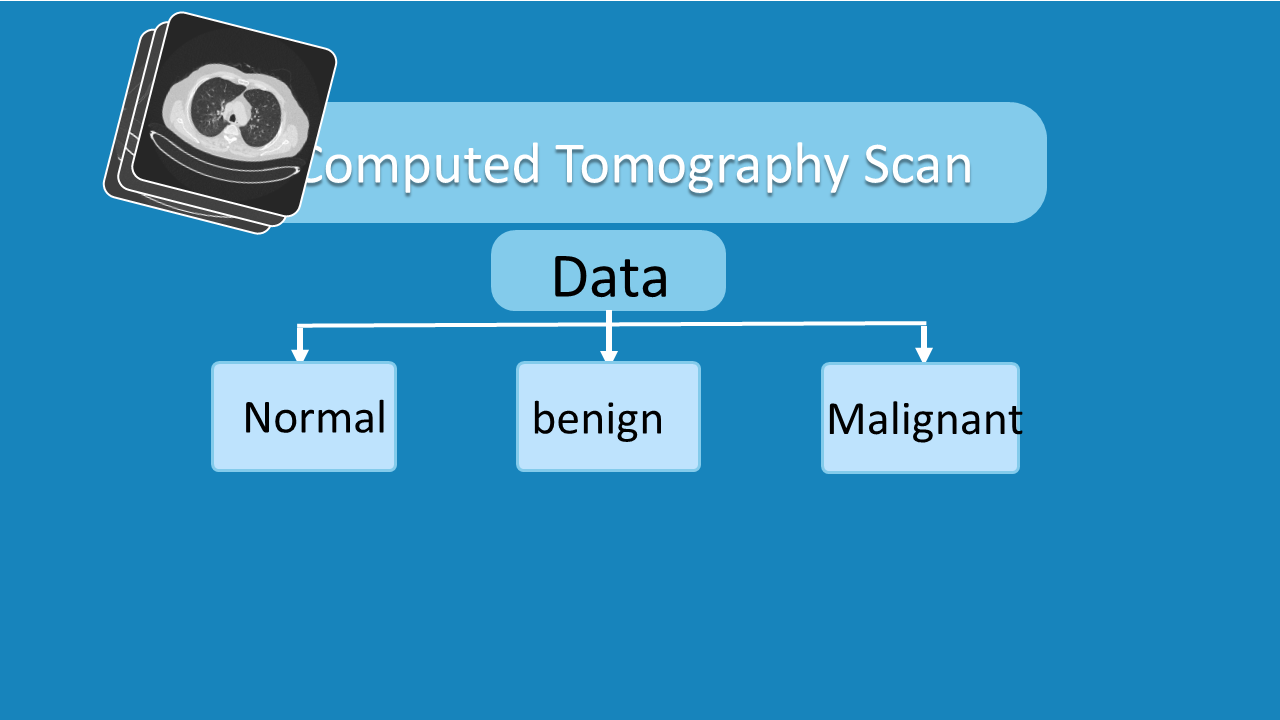 Computed Tomography Scan
Data
Normal
benign
Malignant